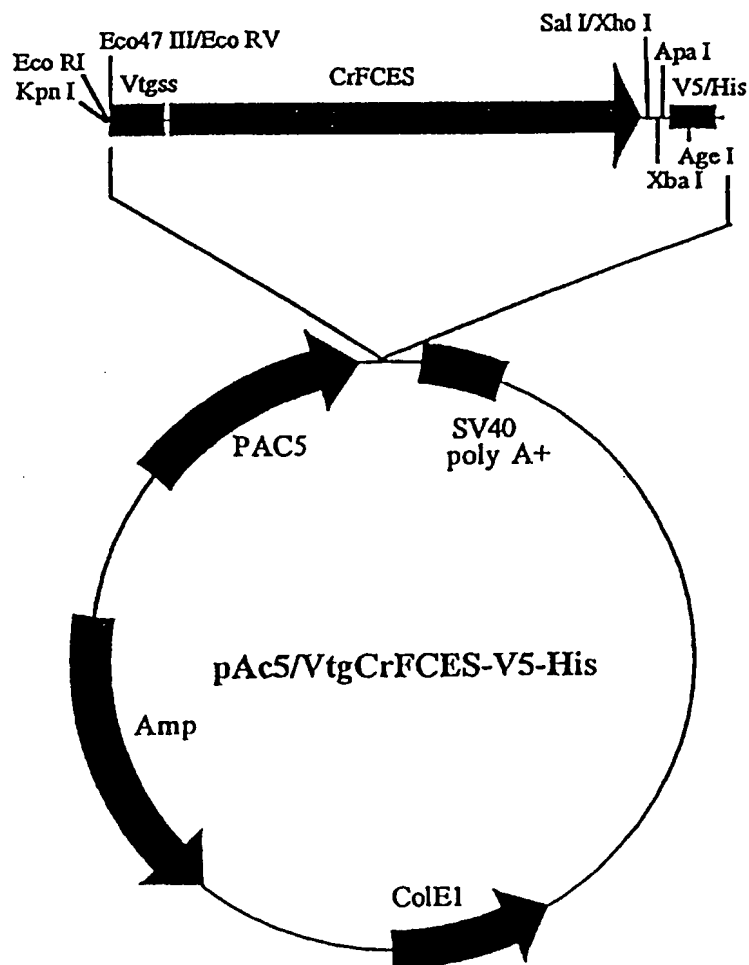 Eco47 III/Eco RV
Sal I/Xho I
Eco RI
Apa I
Kpn I
Vtgss
CrFCES
V5/His
Age I
Xba I
PAC5
SV40
poly A+
pAc5/VtgCrFCES-V5-His
Amp
ColE1